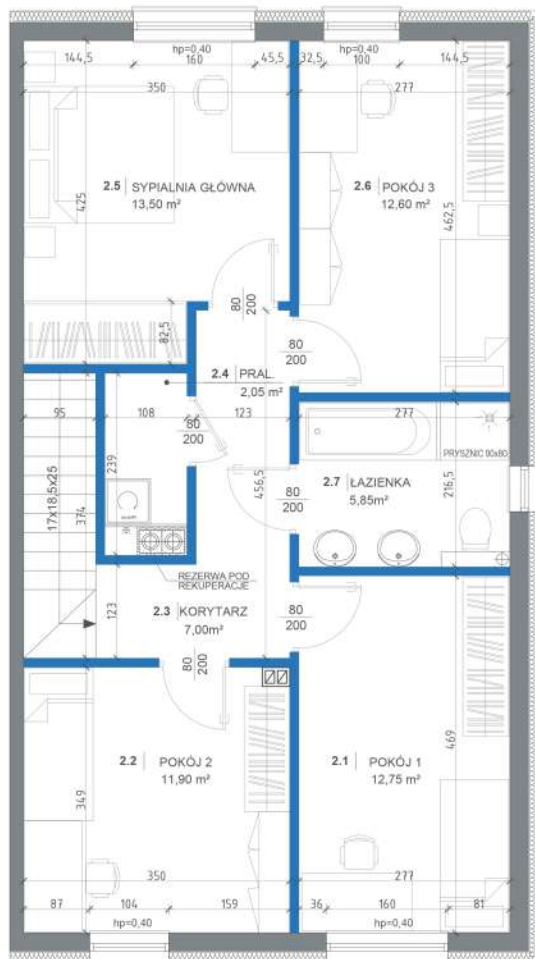 hp=0,40
144,5 160 45,5
350
hp=0,40
32,5 100 144,5
277
2.5 SYPIALNIA GŁÓWNA
13,50 m²
425
2.6 POKÓJ 3
12,60 m²
462,5
80
200
82,5
80
200
2.4 PRAL.
2,05 m²
95
108
123
277
80
200
PRYSZNIC 90x80
17x18,5x25
374
239
456,5
80
200
2.7 ŁAZIENKA
5,85m²
216,5
REZERWA POD
REKUPERACJE
123
2.3 KORYTARZ
7,00m²
80
200
80
200
2.2 POKÓJ 2
11,90 m²
349
2.1 POKÓJ 1
12,75 m²
469
350
87 104 159
hp=0,40
277
36 160 81
hp=0,40